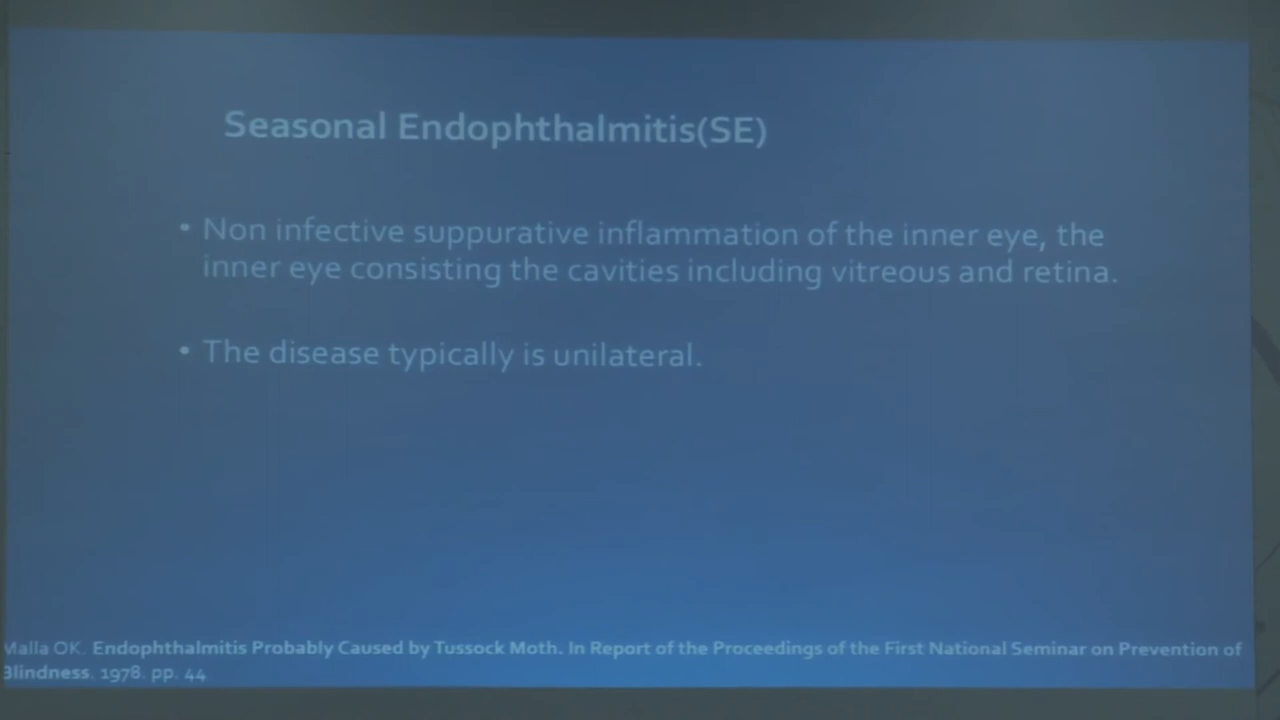 Seasonal Endophthalmitis(SE)
• Non infective suppurative inflammation of the inner eye, the
inner eye consisting the cavities including vitreous and retina.
• The disease typically is unilateral.
Malla OK. Endophthalmitis Probably Caused by Tussock Moth. In Report of the Proceedings of the First National Seminar on Prevention of
Blindness. 1978. pp. 44